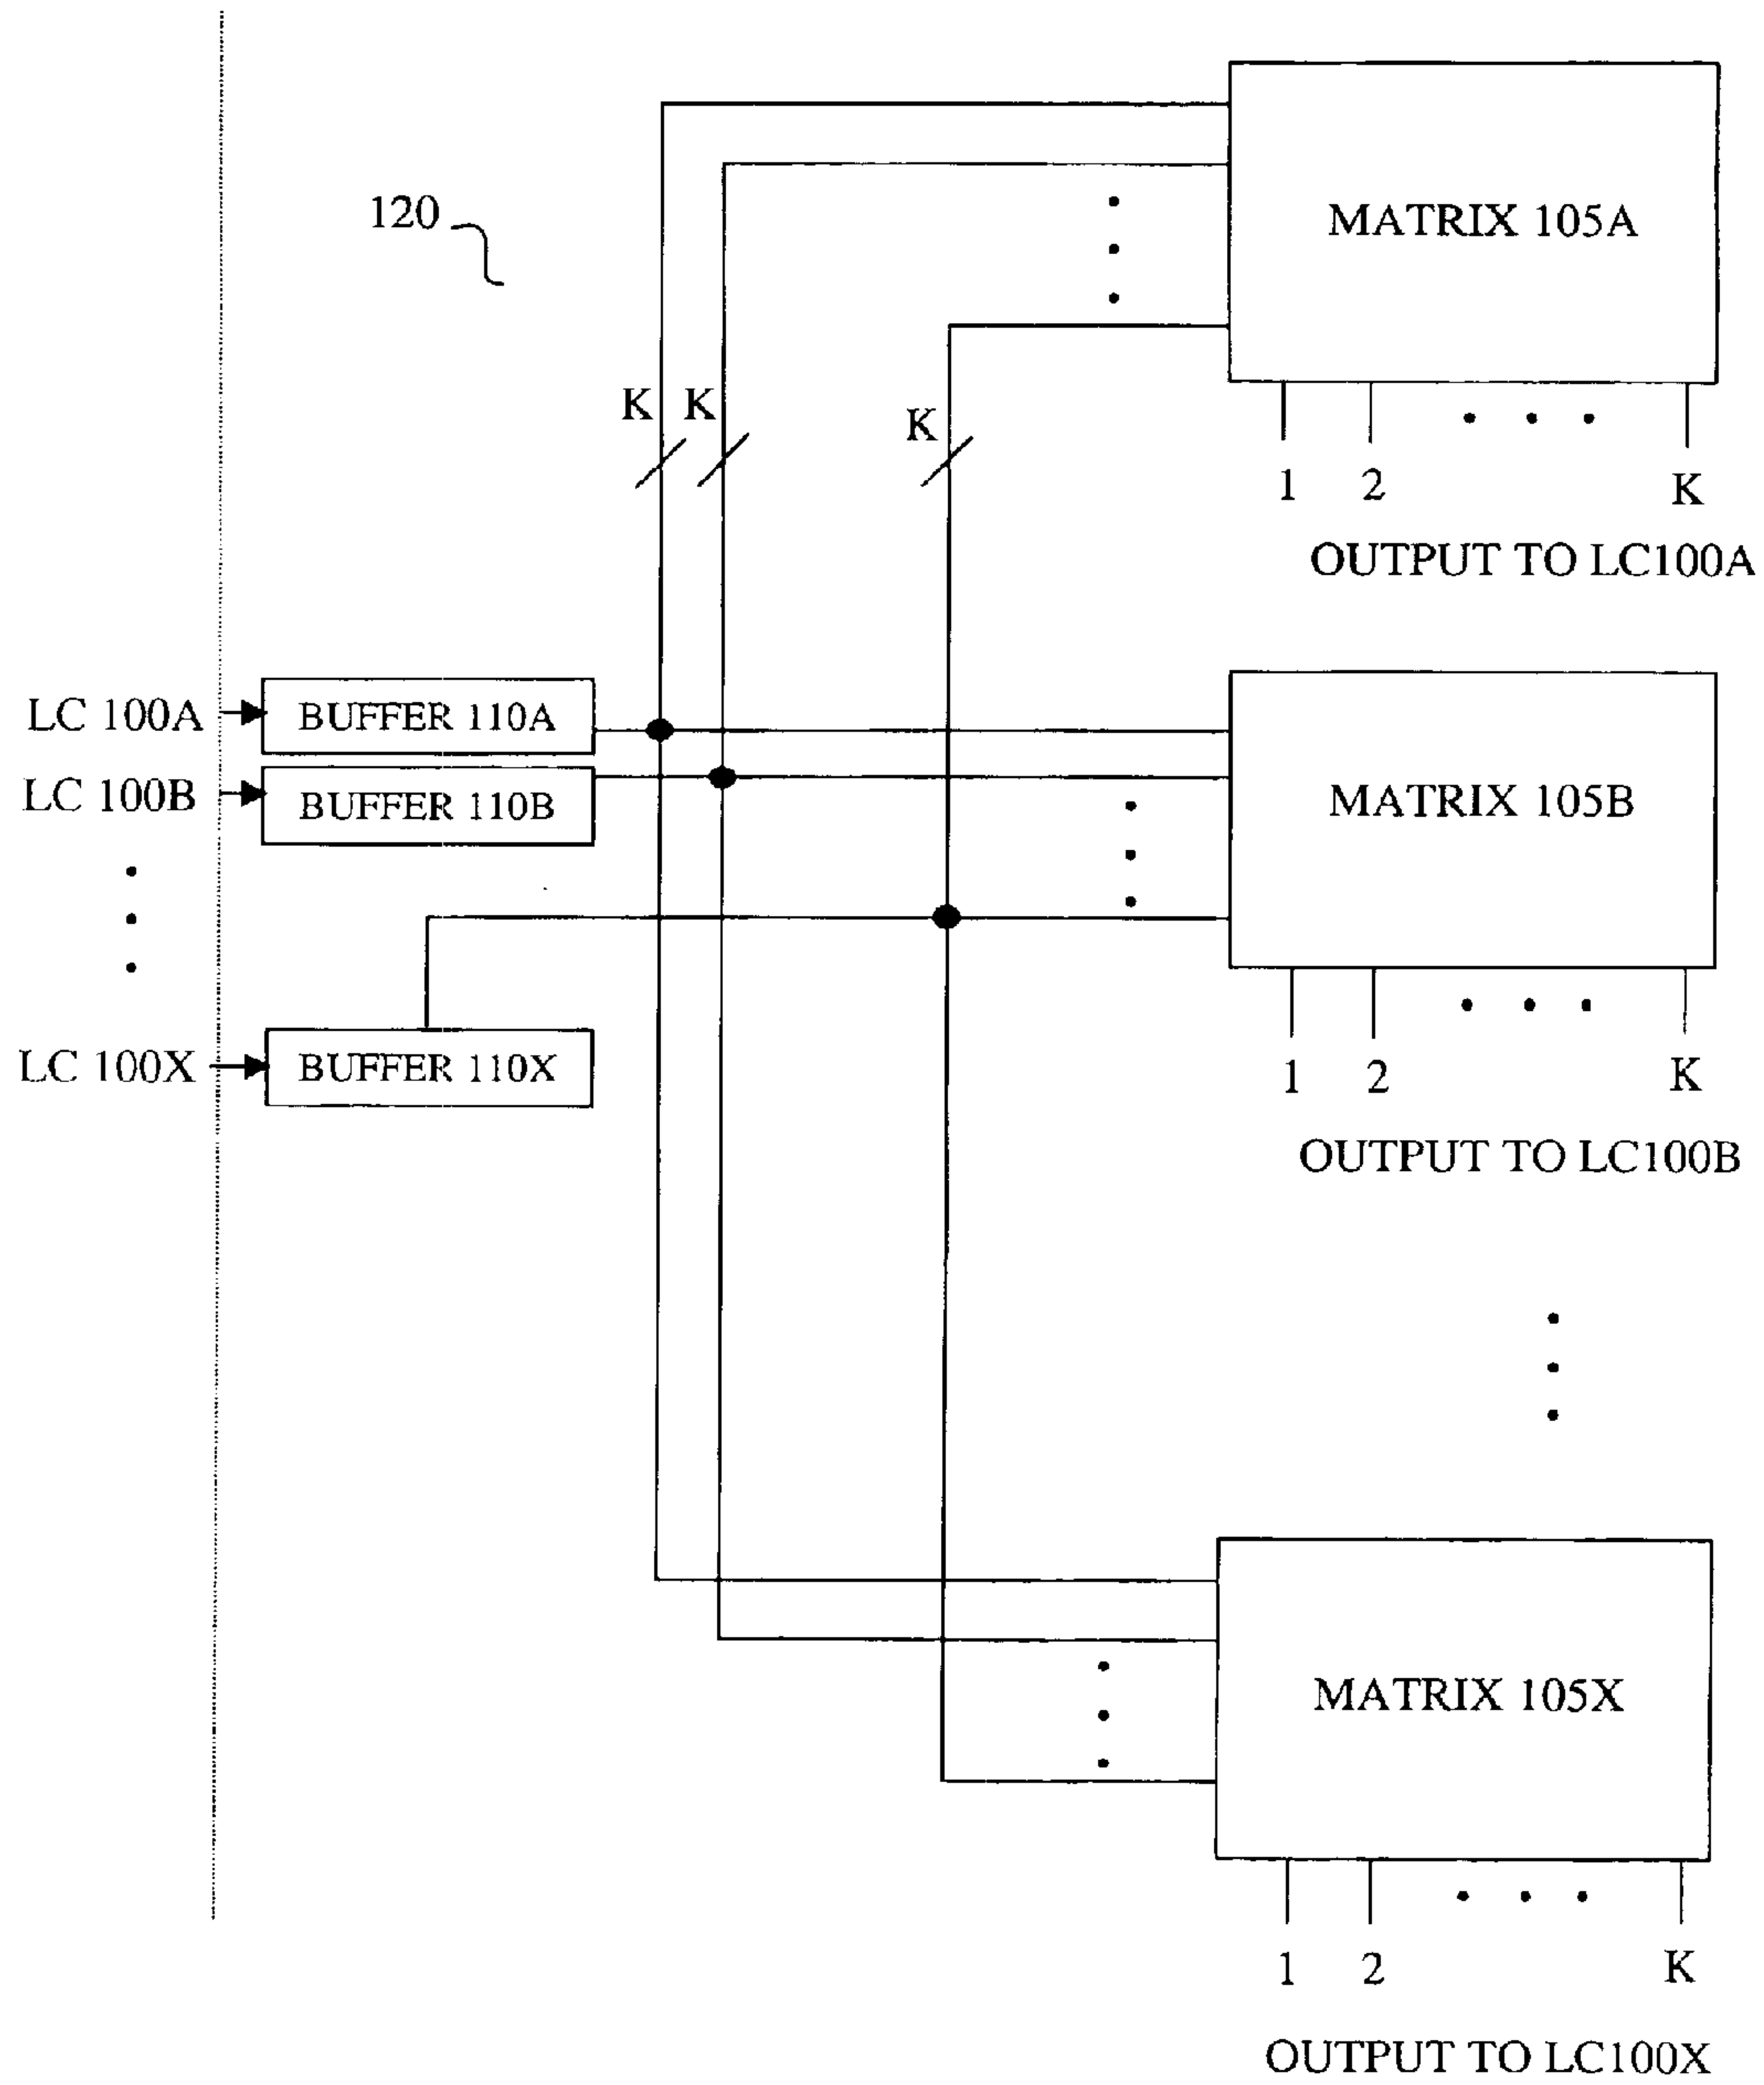 MATRIX 105A
120
K K K
1 2 K
OUTPUT TO LC100A
LC 100A
BUFFER 110A
LC 100B
BUFFER 110B
MATRIX 105B
LC 100X
BUFFER 110X
1 2 K
OUTPUT TO LC100B
MATRIX 105X
1 2 K
OUTPUT TO LC100X